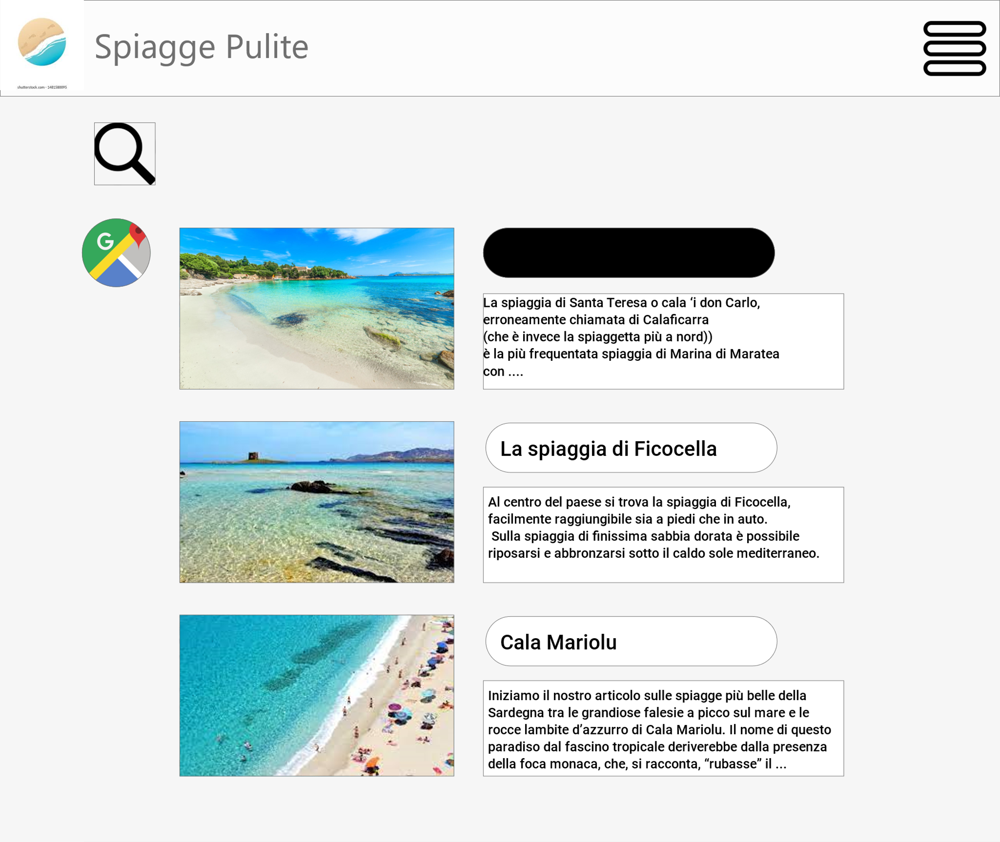 Spiagge Pulite
shutterstock.com • 1481580095
G
La spiaggia di Santa Teresa o cala ‘i don Carlo,
erroneamente chiamata di Calaficarra
(che è invece la spiaggetta più a nord))
è la più frequentata spiaggia di Marina di Maratea
con ....
La spiaggia di Ficocella
Al centro del paese si trova la spiaggia di Ficocella,
facilmente raggiungibile sia a piedi che in auto.
Sulla spiaggia di finissima sabbia dorata è possibile
riposarsi e abbronzarsi sotto il caldo sole mediterraneo.
Cala Mariolu
Iniziamo il nostro articolo sulle spiagge più belle della
Sardegna tra le grandiose falesie a picco sul mare e le
rocce lambite d’azzurro di Cala Mariolu. Il nome di questo
paradiso dal fascino tropicale deriverebbe dalla presenza
della foca monaca, che, si racconta, “rubasse” il ...